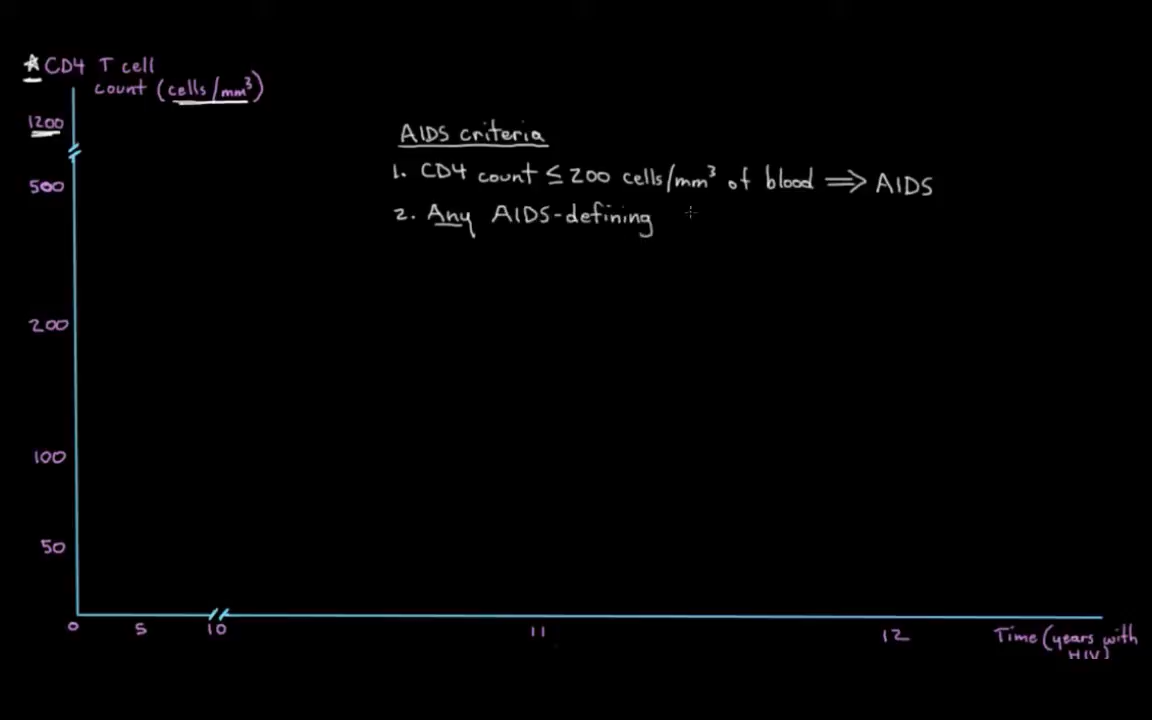 *CD4 T cell
count (cells/mm³)
1200
500
200
100
50
AIDS criteria
1. CD4 count ≤ 200 cells/mm³ of blood ⟹ AIDS
2. Any AIDS-defining
0 5 10 11 12 Time (years with
HIV)